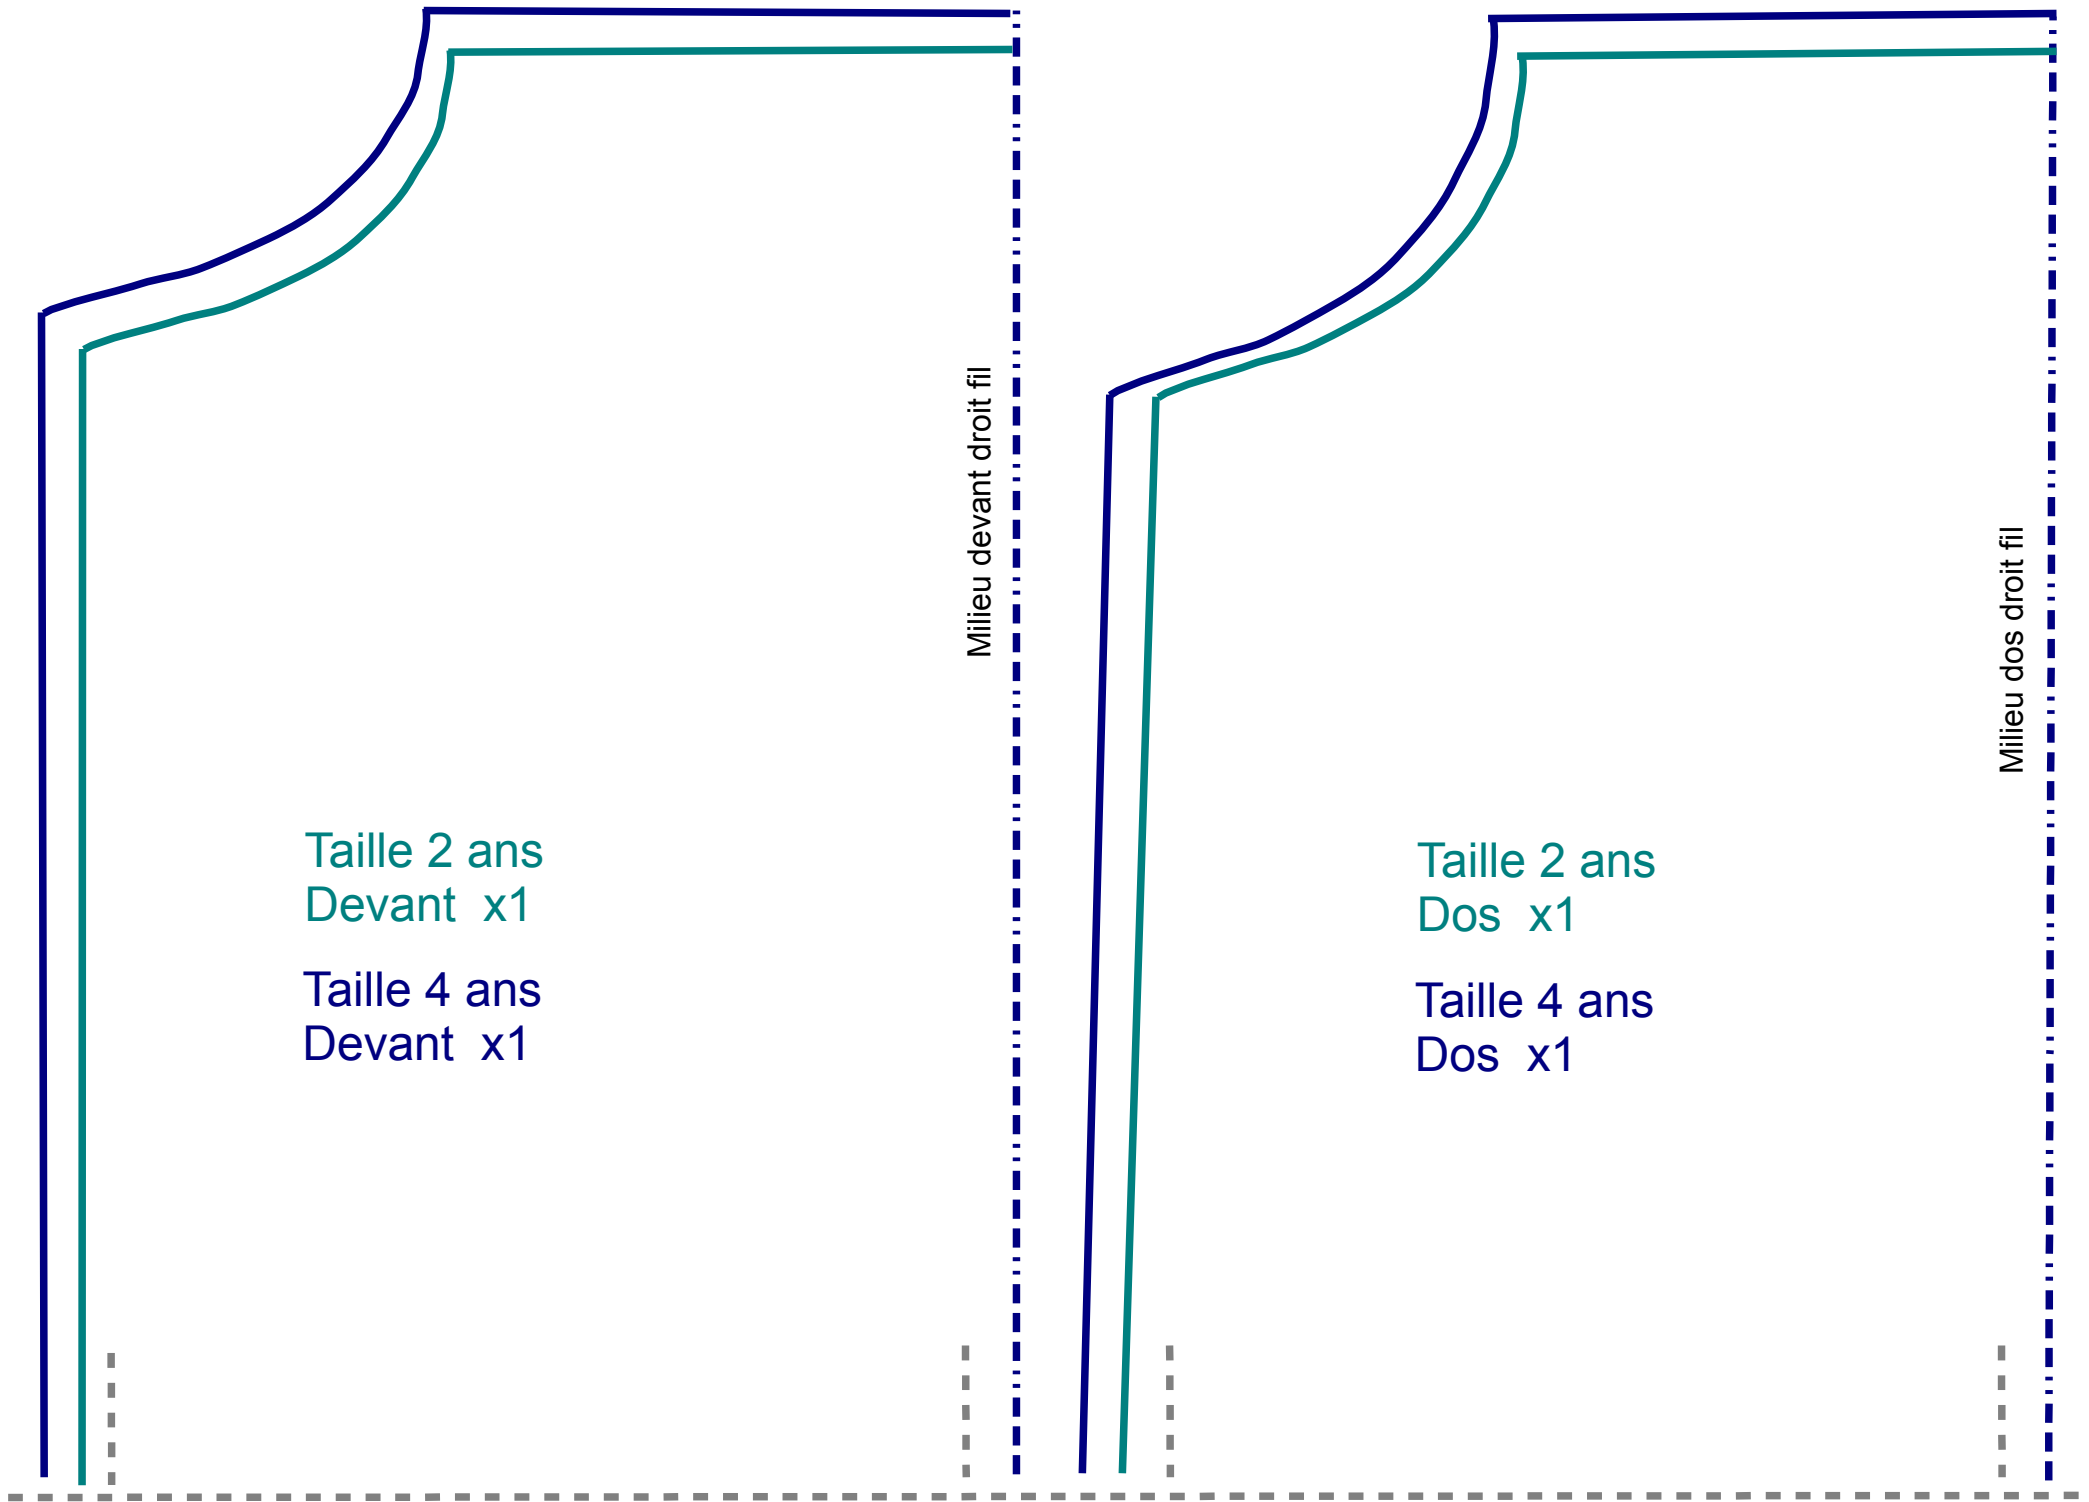 Milieu devant droit fil
Taille 2 ans
Devant  x1
Taille 4 ans
Devant  x1
Milieu dos droit fil
Taille 2 ans
Dos  x1
Taille 4 ans
Dos  x1